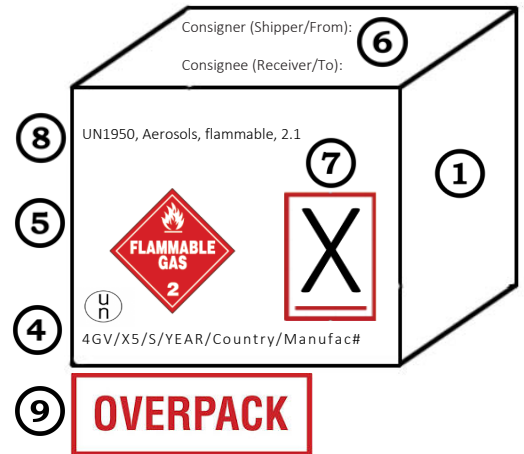 Consigner (Shipper/From):
6
Consignee (Receiver/To):
8
UN1950, Aerosols, flammable, 2.1
7
1
5
X
FLAMMABLE
GAS
2
u
n
4
4GV/X5/S/YEAR/Country/Manufac#
9
OVERPACK